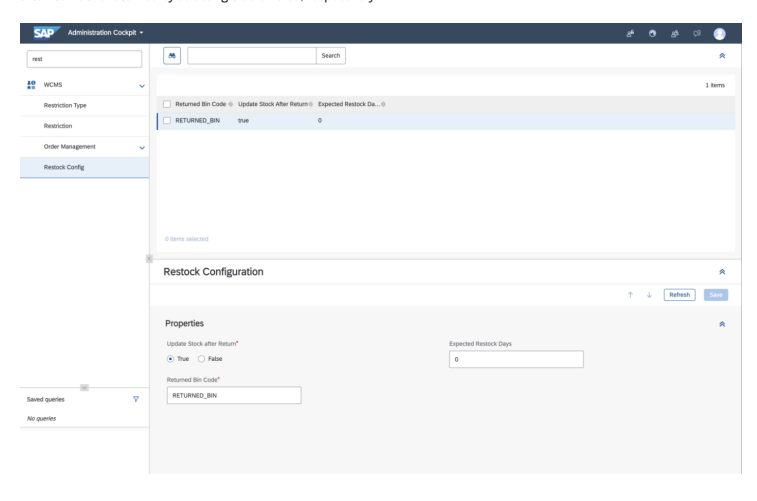 SAP Administration Cockpit
rest
Search
WCMS
1 items
Restriction Type
Returned Bin Code Update Stock After Return Expected Restock Da...
RETURNED_BIN true 0
Restriction
Order Management
Restock Config
0 items selected
Restock Configuration
Refresh Save
Properties
Update Stock after Return* Expected Restock Days
True False 0
Returned Bin Code*
RETURNED_BIN
Saved queries
No queries